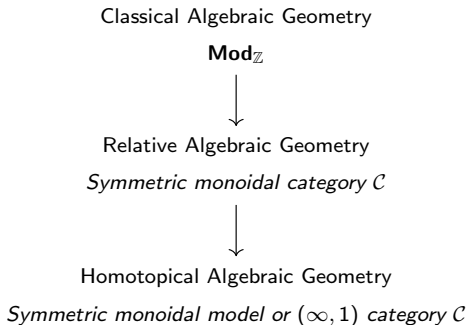 Classical Algebraic Geometry
Mod_ℤ
Relative Algebraic Geometry
Symmetric monoidal category 𝒞
Homotopical Algebraic Geometry
Symmetric monoidal model or (∞, 1) category 𝒞